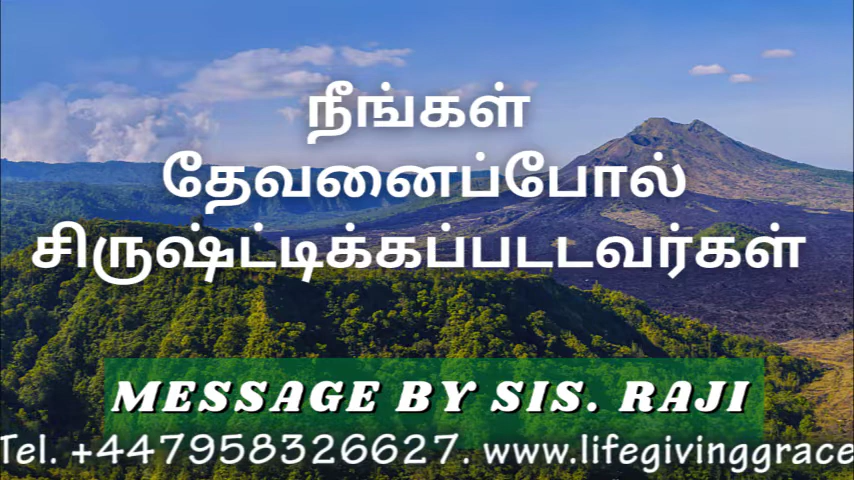 நீங்கள்
தேவனைப்போல்
சிருஷ்ட்டிக்கப்படடவர்கள்
MESSAGE BY SIS. RAJI
Tel. +447958326627. www.lifegivinggrace